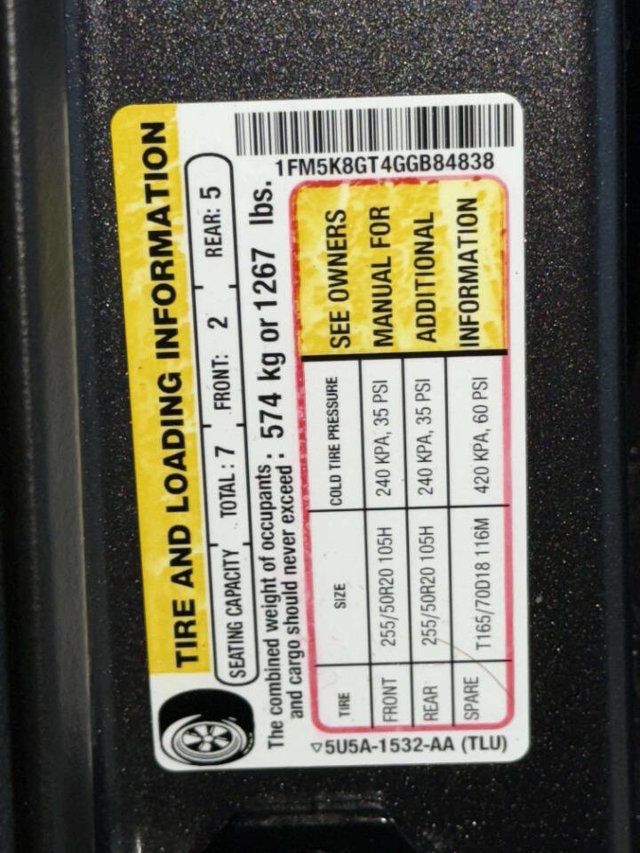 TIRE AND LOADING INFORMATION
SEATING CAPACITY TOTAL : 7 FRONT: 2 REAR: 5
The combined weight of occupants and cargo should never exceed : 574 kg or 1267 lbs.
TIRE SIZE COLD TIRE PRESSURE
FRONT 255/50R20 105H 240 KPA, 35 PSI
REAR 255/50R20 105H 240 KPA, 35 PSI
SPARE T165/70D18 116M 420 KPA, 60 PSI
SEE OWNERS
MANUAL FOR
ADDITIONAL
INFORMATION
5U5A-1532-AA (TLU)
1FM5K8GT4GGB84838